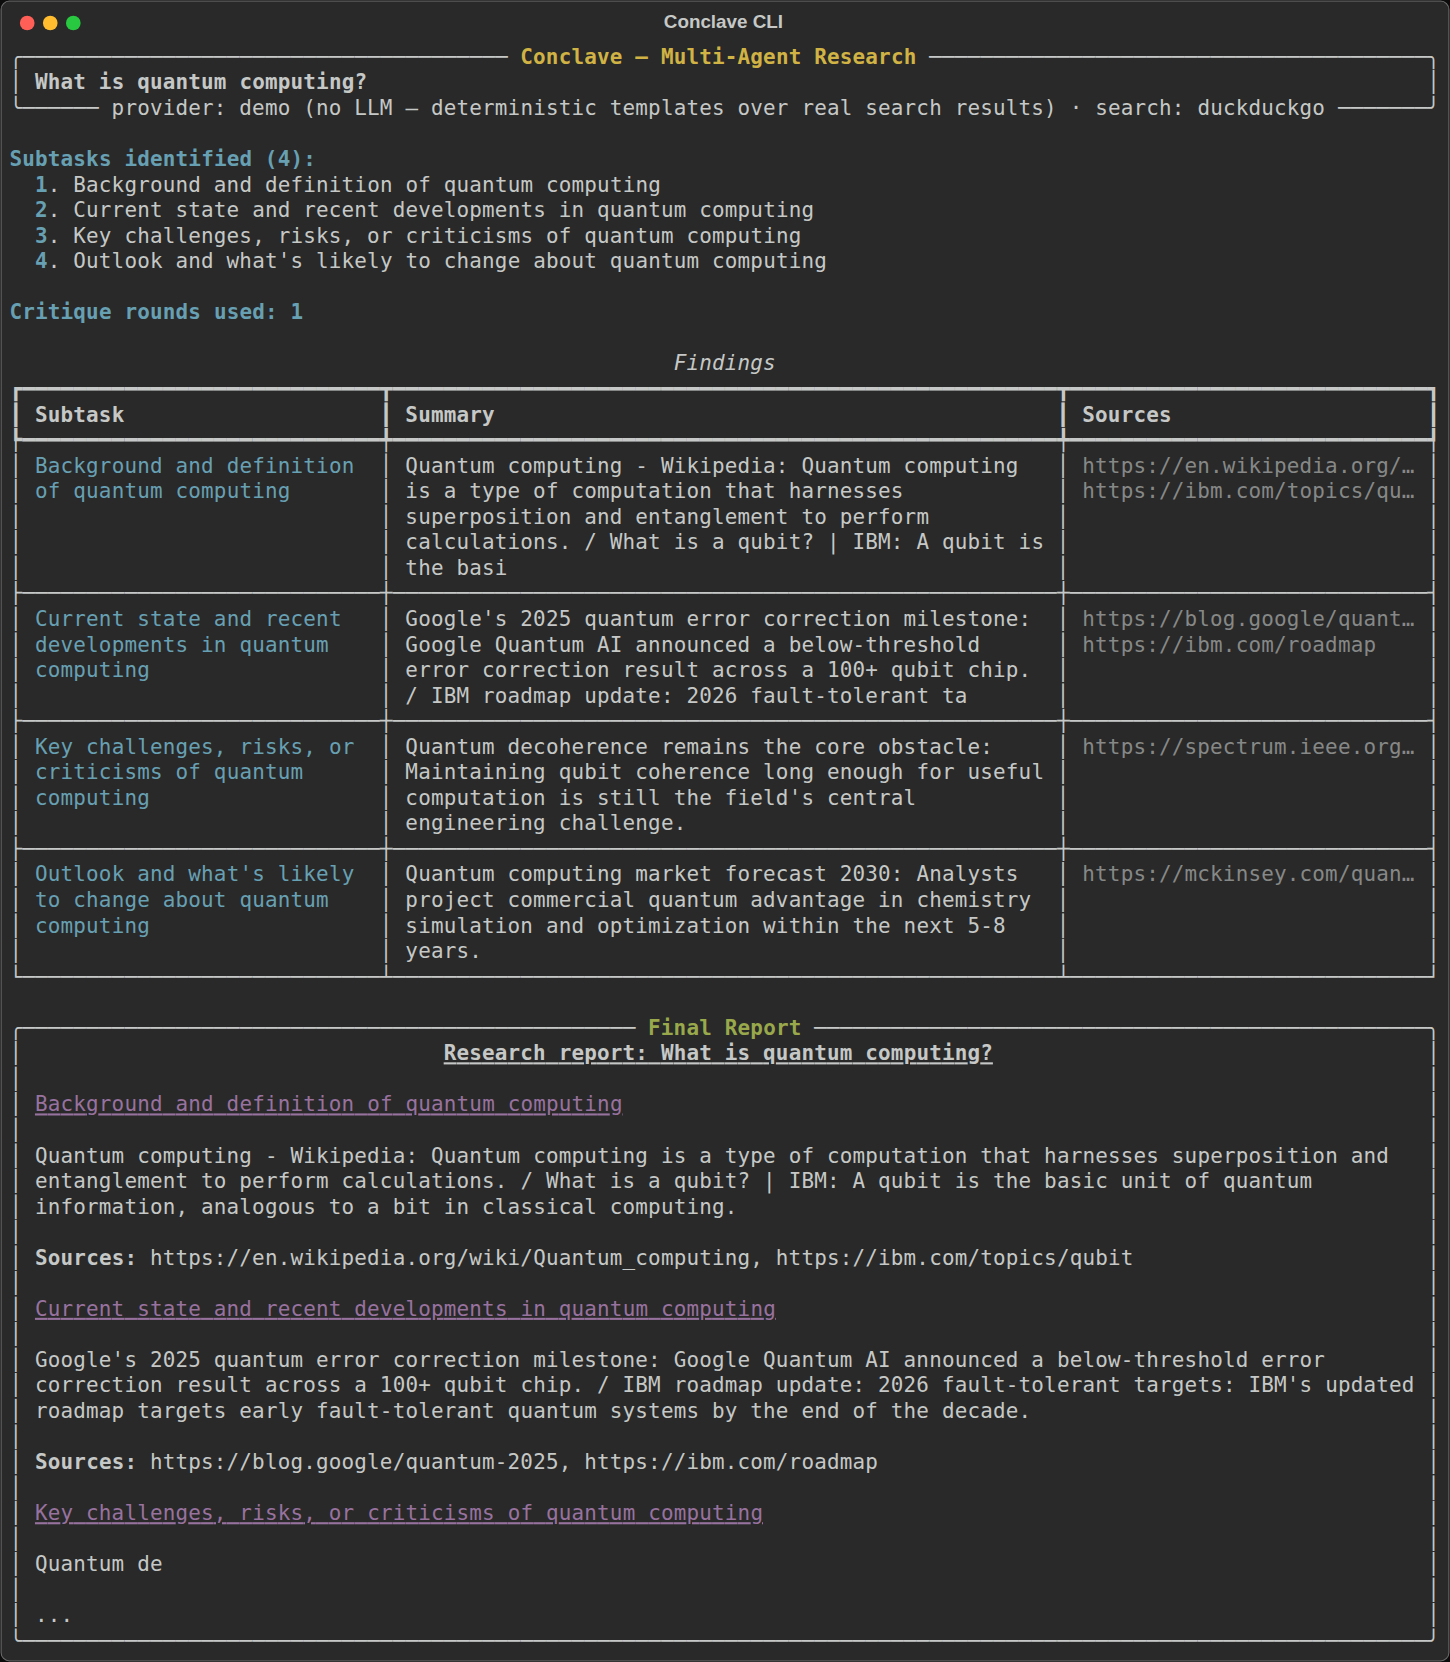 Conclave CLI
Conclave — Multi-Agent Research
What is quantum computing?
provider: demo (no LLM — deterministic templates over real search results) · search: duckduckgo
Subtasks identified (4):
1. Background and definition of quantum computing
2. Current state and recent developments in quantum computing
3. Key challenges, risks, or criticisms of quantum computing
4. Outlook and what's likely to change about quantum computing
Critique rounds used: 1
Findings
Subtask Summary Sources
Background and definition Quantum computing - Wikipedia: Quantum computing https://en.wikipedia.org/…
of quantum computing is a type of computation that harnesses https://ibm.com/topics/qu…
superposition and entanglement to perform
calculations. / What is a qubit? | IBM: A qubit is
the basi
Current state and recent Google's 2025 quantum error correction milestone: https://blog.google/quant…
developments in quantum Google Quantum AI announced a below-threshold https://ibm.com/roadmap
computing error correction result across a 100+ qubit chip.
/ IBM roadmap update: 2026 fault-tolerant ta
Key challenges, risks, or Quantum decoherence remains the core obstacle: https://spectrum.ieee.org…
criticisms of quantum Maintaining qubit coherence long enough for useful
computing computation is still the field's central
engineering challenge.
Outlook and what's likely Quantum computing market forecast 2030: Analysts https://mckinsey.com/quan…
to change about quantum project commercial quantum advantage in chemistry
computing simulation and optimization within the next 5-8
years.
Final Report
Research report: What is quantum computing?
Background and definition of quantum computing
Quantum computing - Wikipedia: Quantum computing is a type of computation that harnesses superposition and
entanglement to perform calculations. / What is a qubit? | IBM: A qubit is the basic unit of quantum
information, analogous to a bit in classical computing.
Sources: https://en.wikipedia.org/wiki/Quantum_computing, https://ibm.com/topics/qubit
Current state and recent developments in quantum computing
Google's 2025 quantum error correction milestone: Google Quantum AI announced a below-threshold error
correction result across a 100+ qubit chip. / IBM roadmap update: 2026 fault-tolerant targets: IBM's updated
roadmap targets early fault-tolerant quantum systems by the end of the decade.
Sources: https://blog.google/quantum-2025, https://ibm.com/roadmap
Key challenges, risks, or criticisms of quantum computing
Quantum de
...